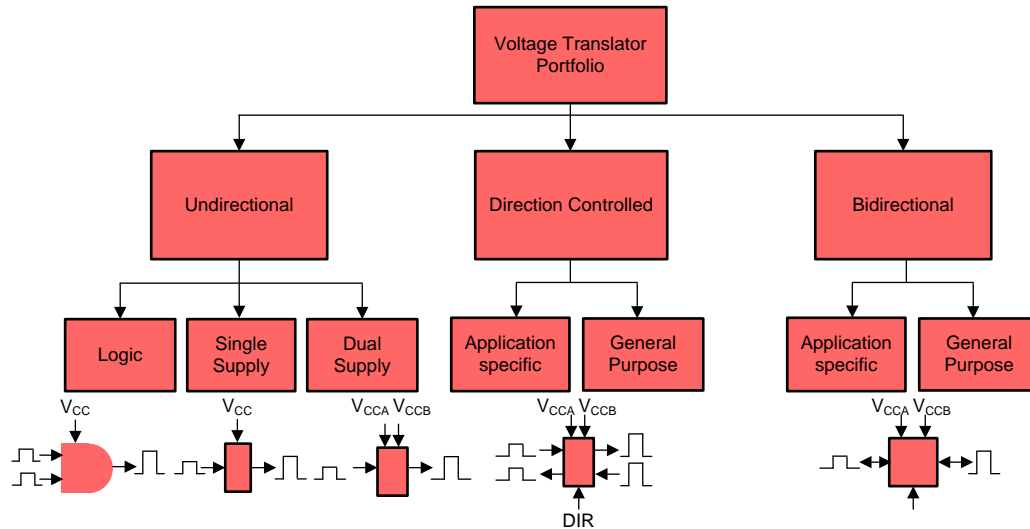 Voltage Translator
Portfolio
Undirectional
Direction Controlled
Bidirectional
Logic
Single
Supply
Dual
Supply
Application
specific
General
Purpose
Application
specific
General
Purpose
VCC
VCC
VCCA VCCB
VCCA VCCB
VCCA VCCB
DIR